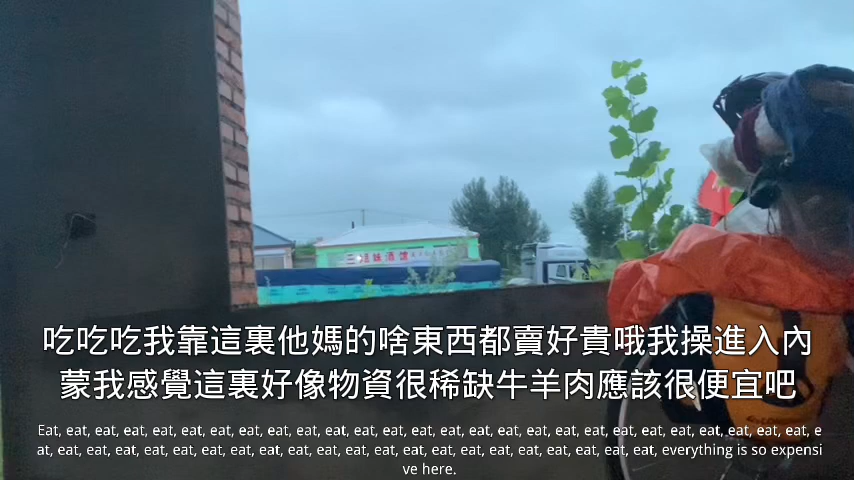 三姐妹酒馆
吃吃吃我靠這裏他媽的啥東西都賣好貴哦我操進入內
蒙我感覺這裏好像物資很稀缺牛羊肉應該很便宜吧
Eat, eat, eat, eat, eat, eat, eat, eat, eat, eat, eat, eat, eat, eat, eat, eat, eat, eat, eat, eat, eat, eat, eat, eat, eat, eat, eat, e
at, eat, eat, eat, eat, eat, eat, eat, eat, eat, eat, eat, eat, eat, eat, eat, eat, eat, eat, eat, eat, eat, everything is so expensi
ve here.